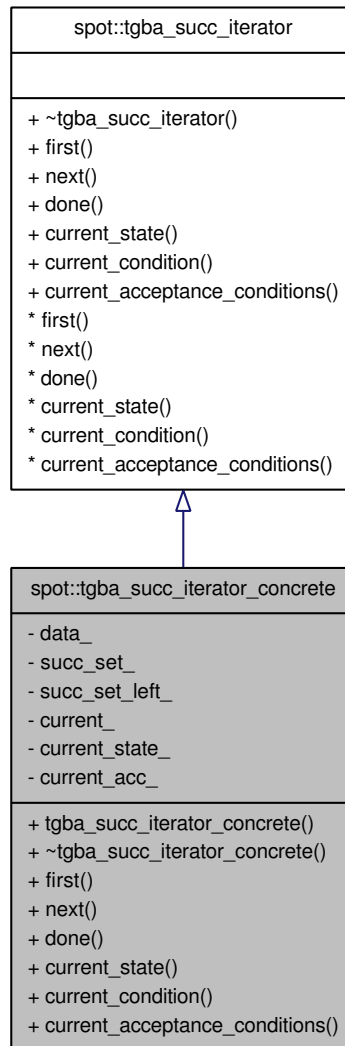 spot::tgba_succ_iterator
+ ~tgba_succ_iterator()
+ first()
+ next()
+ done()
+ current_state()
+ current_condition()
+ current_acceptance_conditions()
* first()
* next()
* done()
* current_state()
* current_condition()
* current_acceptance_conditions()
spot::tgba_succ_iterator_concrete
- data_
- succ_set_
- succ_set_left_
- current_
- current_state_
- current_acc_
+ tgba_succ_iterator_concrete()
+ ~tgba_succ_iterator_concrete()
+ first()
+ next()
+ done()
+ current_state()
+ current_condition()
+ current_acceptance_conditions()